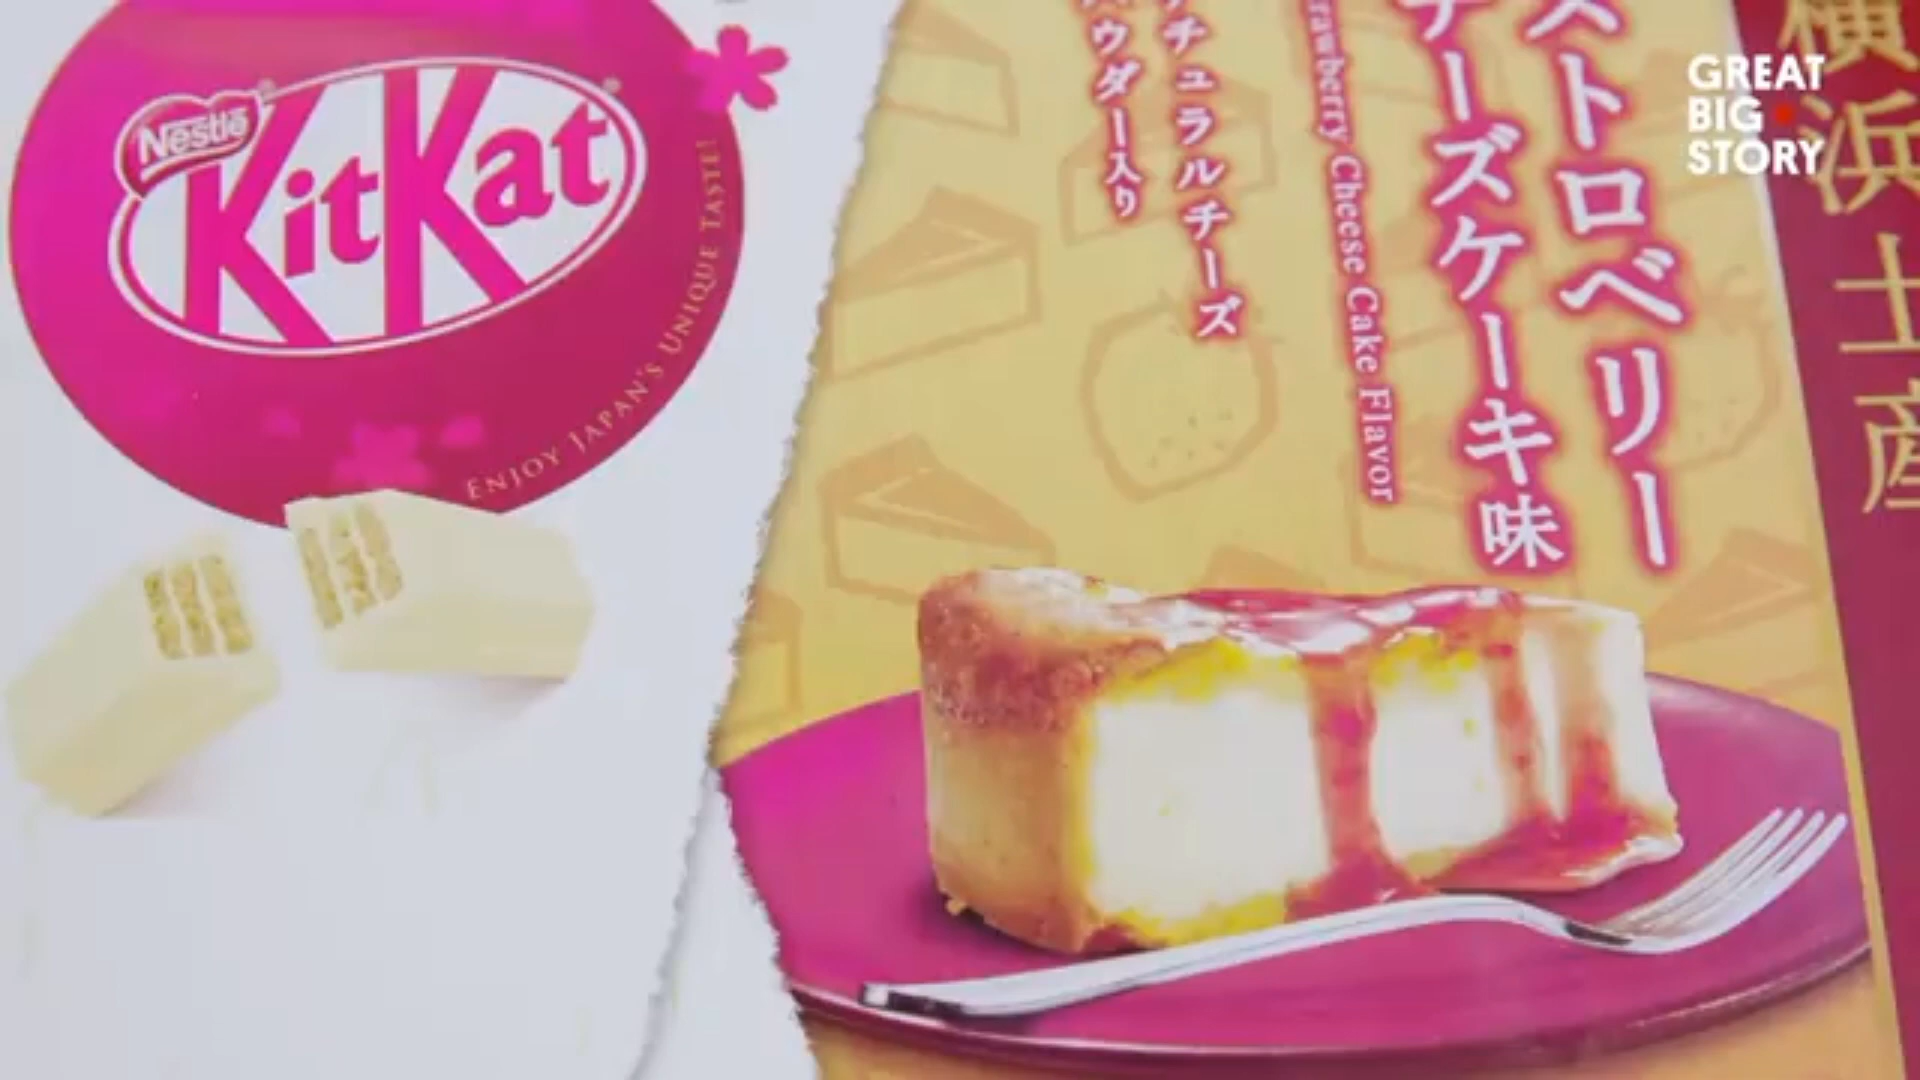 Nestlé
KitKat
ENJOY JAPAN'S UNIQUE TASTE!
ストロベリー
チーズケーキ味
Cheese Cake Flavor
チュラルチーズ
ウダー入り
横浜土産
GREAT
BIG
STORY